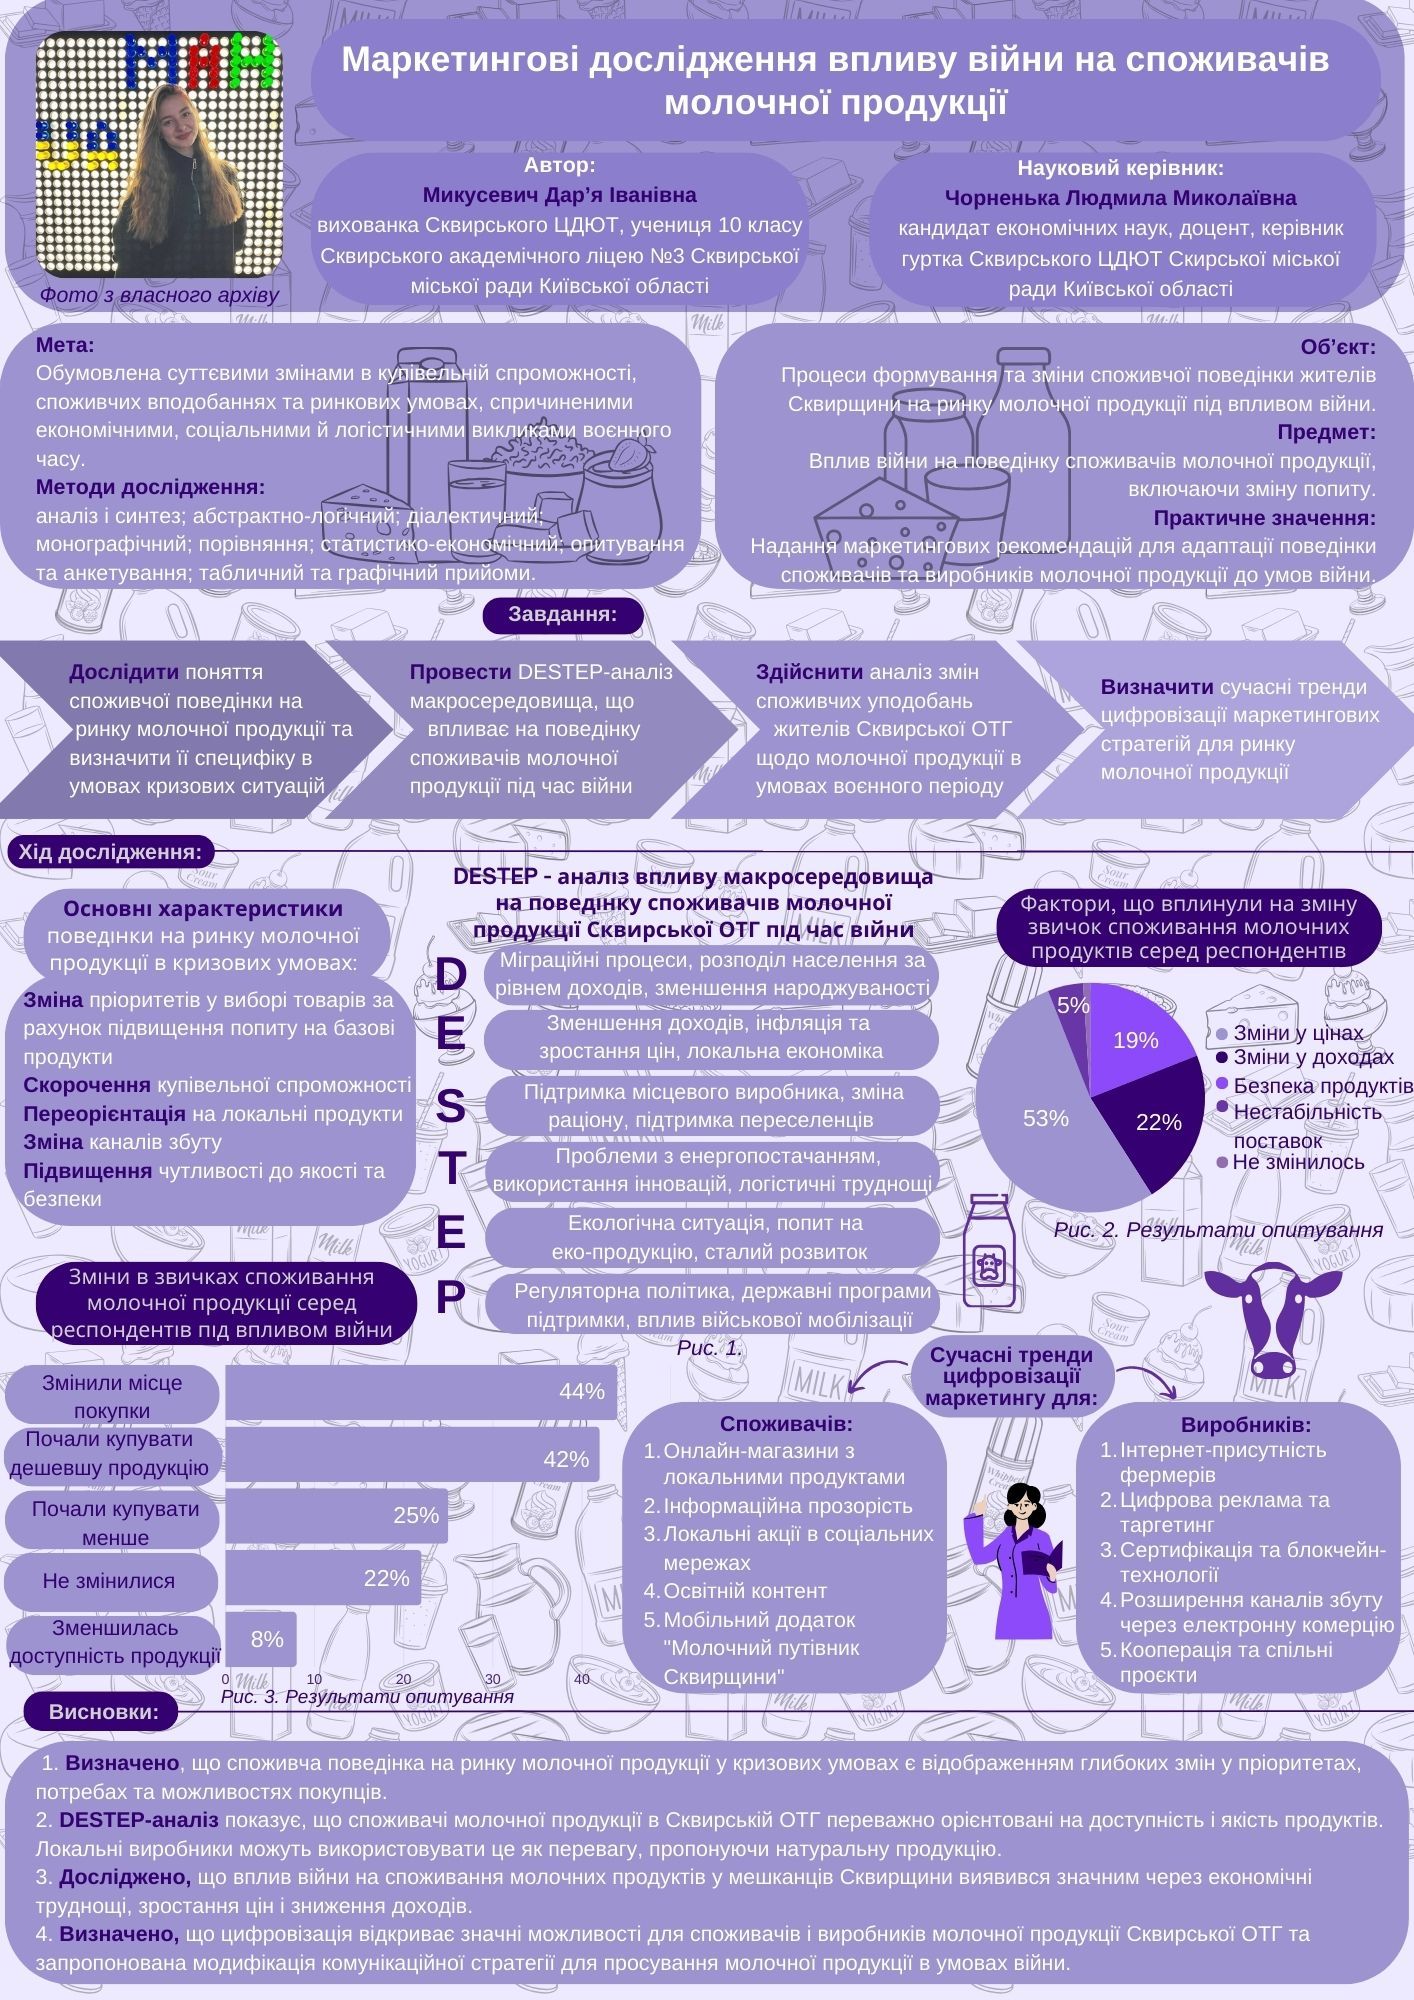 МАН
UA
Маркетингові дослідження впливу війни на споживачів
молочної продукції
Автор:
Микусевич Дар’я Іванівна
вихованка Сквирського ЦДЮТ, учениця 10 класу
Сквирського академічного ліцею №3 Сквирської
міської ради Київської області
Науковий керівник:
Чорненька Людмила Миколаївна
кандидат економічних наук, доцент, керівник
гуртка Сквирського ЦДЮТ Скирської міської
ради Київської області
Фото з власного архіву
Мета:
Обумовлена суттєвими змінами в купівельній спроможності,
споживчих вподобаннях та ринкових умовах, спричиненими
економічними, соціальними й логістичними викликами воєнного
часу.
Методи дослідження:
аналіз і синтез; абстрактно-логічний; діалектичний;
монографічний; порівняння; статистико-економічний; опитування
та анкетування; табличний та графічний прийоми.
Об’єкт:
Процеси формування та зміни споживчої поведінки жителів
Сквирщини на ринку молочної продукції під впливом війни.
Предмет:
Вплив війни на поведінку споживачів молочної продукції,
включаючи зміну попиту.
Практичне значення:
Надання маркетингових рекомендацій для адаптації поведінки
споживачів та виробників молочної продукції до умов війни.
Завдання:
Дослідити поняття
споживчої поведінки на
ринку молочної продукції та
визначити її специфіку в
умовах кризових ситуацій
Провести DESTEP-аналіз
макросередовища, що
впливає на поведінку
споживачів молочної
продукції під час війни
Здійснити аналіз змін
споживчих уподобань
жителів Сквирської ОТГ
щодо молочної продукції в
умовах воєнного періоду
Визначити сучасні тренди
цифровізації маркетингових
стратегій для ринку
молочної продукції
Хід дослідження:
Основні характеристики
поведінки на ринку молочної
продукції в кризових умовах:
Зміна пріоритетів у виборі товарів за
рахунок підвищення попиту на базові
продукти
Скорочення купівельної спроможності
Переорієнтація на локальні продукти
Зміна каналів збуту
Підвищення чутливості до якості та
безпеки
DESTEP - аналіз впливу макросередовища
на поведінку споживачів молочної
продукції Сквирської ОТГ під час війни
D
Міграційні процеси, розподіл населення за
рівнем доходів, зменшення народжуваності
E
Зменшення доходів, інфляція та
зростання цін, локальна економіка
S
Підтримка місцевого виробника, зміна
раціону, підтримка переселенців
T
Проблеми з енергопостачанням,
використання інновацій, логістичні труднощі
E
Екологічна ситуація, попит на
еко-продукцію, сталий розвиток
P
Регуляторна політика, державні програми
підтримки, вплив військової мобілізації
Рис. 1.
Фактори, що вплинули на зміну
звичок споживання молочних
продуктів серед респондентів
5%
19%
53%
22%
Зміни у цінах
Зміни у доходах
Безпека продуктів
Нестабільність
поставок
Не змінилось
Рис. 2. Результати опитування
Зміни в звичках споживання
молочної продукції серед
респондентів під впливом війни
Змінили місце
покупки
44%
Почали купувати
дешевшу продукцію
42%
Почали купувати
менше
25%
Не змінилися
22%
Зменшилась
доступність продукції
8%
0 10 20 30 40
Рис. 3. Результати опитування
Сучасні тренди
цифровізації
маркетингу для:
Споживачів:
1. Онлайн-магазини з
локальними продуктами
2. Інформаційна прозорість
3. Локальні акції в соціальних
мережах
4. Освітній контент
5. Мобільний додаток
"Молочний путівник
Сквирщини"
Виробників:
1. Інтернет-присутність
фермерів
2. Цифрова реклама та
таргетинг
3. Сертифікація та блокчейн-
технології
4. Розширення каналів збуту
через електронну комерцію
5. Кооперація та спільні
проєкти
Висновки:
1. Визначено, що споживча поведінка на ринку молочної продукції у кризових умовах є відображенням глибоких змін у пріоритетах,
потребах та можливостях покупців.
2. DESTEP-аналіз показує, що споживачі молочної продукції в Сквирській ОТГ переважно орієнтовані на доступність і якість продуктів.
Локальні виробники можуть використовувати це як перевагу, пропонуючи натуральну продукцію.
3. Досліджено, що вплив війни на споживання молочних продуктів у мешканців Сквирщини виявився значним через економічні
труднощі, зростання цін і зниження доходів.
4. Визначено, що цифровізація відкриває значні можливості для споживачів і виробників молочної продукції Сквирської ОТГ та
запропонована модифікація комунікаційної стратегії для просування молочної продукції в умовах війни.